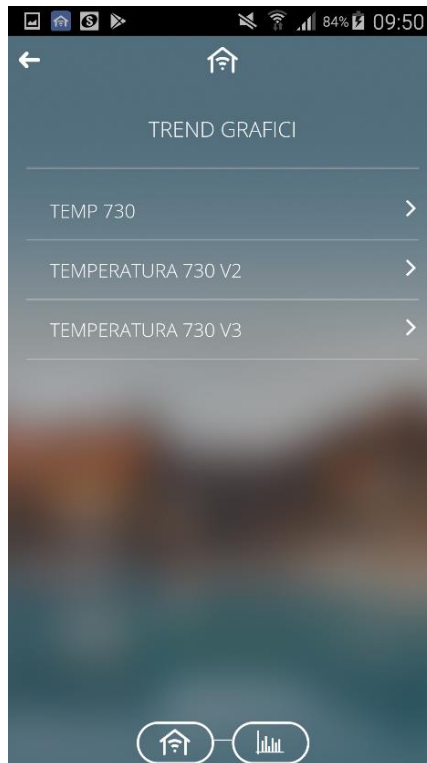 84% 09:50
TREND GRAFICI
TEMP 730
TEMPERATURA 730 V2
TEMPERATURA 730 V3